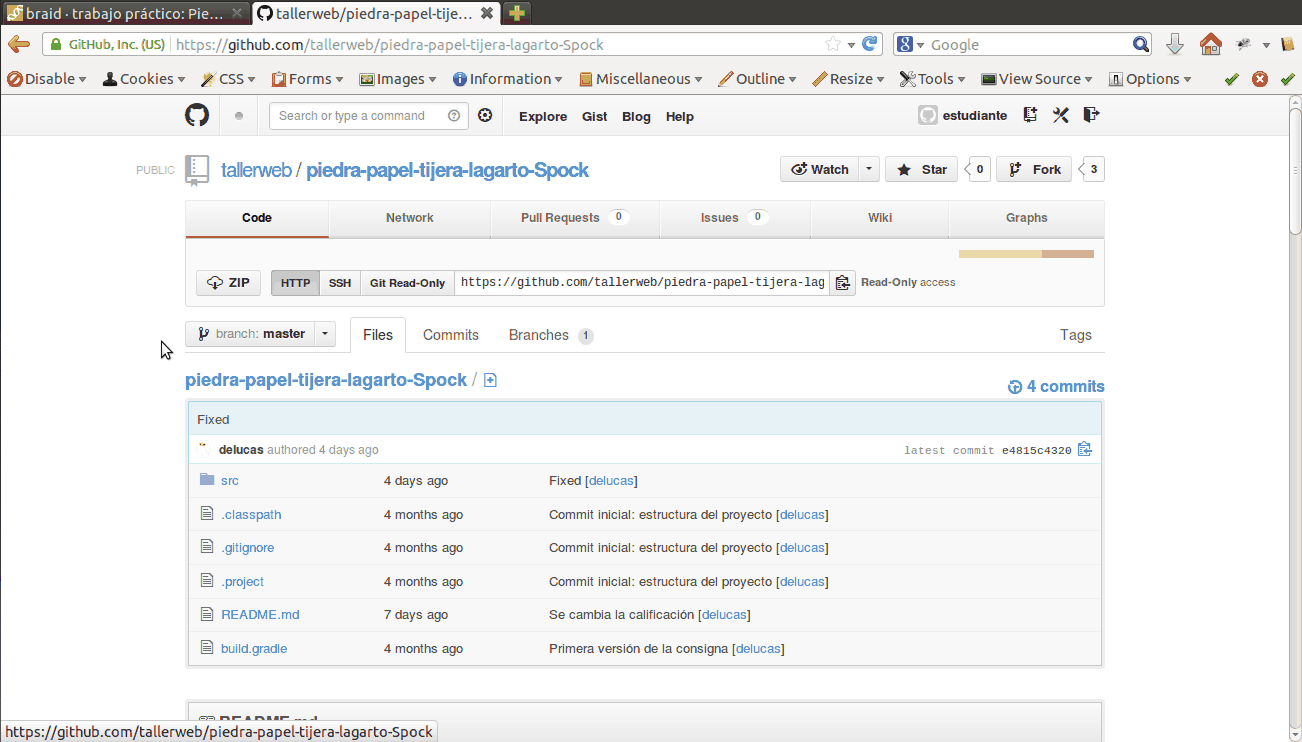 braid · trabajo práctico: Pie...
tallerweb/piedra-papel-tije...
GitHub, Inc. (US) https://github.com/tallerweb/piedra-papel-tijera-lagarto-Spock
Google
Disable Cookies CSS Forms Images Information Miscellaneous Outline Resize Tools View Source Options
Search or type a command Explore Gist Blog Help estudiante
PUBLIC tallerweb / piedra-papel-tijera-lagarto-Spock Watch Star 0 Fork 3
Code Network Pull Requests 0 Issues 0 Wiki Graphs
ZIP HTTP SSH Git Read-Only https://github.com/tallerweb/piedra-papel-tijera-lag Read-Only access
branch: master Files Commits Branches 1 Tags
piedra-papel-tijera-lagarto-Spock / 4 commits
Fixed
delucas authored 4 days ago latest commit e4815c4320
src 4 days ago Fixed [delucas]
.classpath 4 months ago Commit inicial: estructura del proyecto [delucas]
.gitignore 4 months ago Commit inicial: estructura del proyecto [delucas]
.project 4 months ago Commit inicial: estructura del proyecto [delucas]
README.md 7 days ago Se cambia la calificación [delucas]
build.gradle 4 months ago Primera versión de la consigna [delucas]
README.md
https://github.com/tallerweb/piedra-papel-tijera-lagarto-Spock